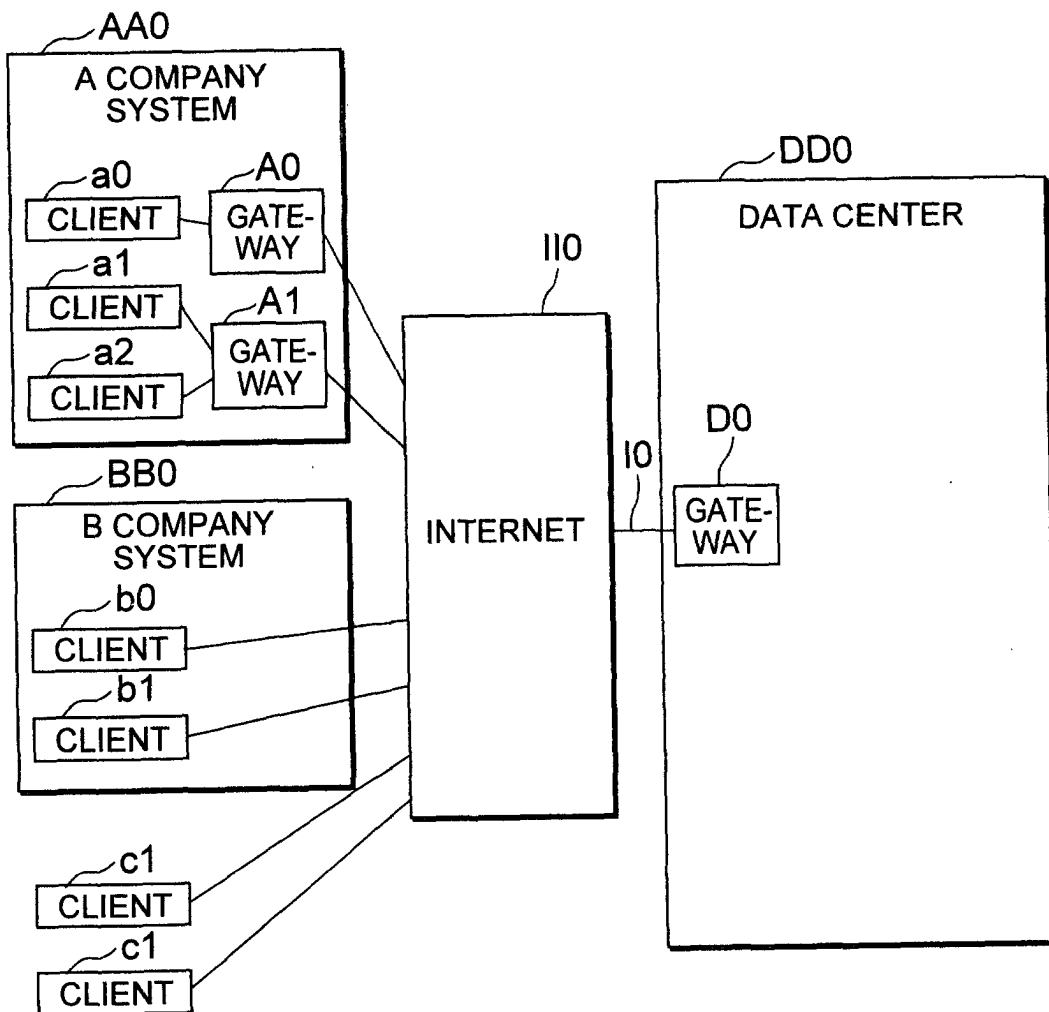 AA0
A COMPANY
SYSTEM
a0
CLIENT
A0
GATE-
WAY
a1
CLIENT
A1
GATE-
WAY
a2
CLIENT
BB0
B COMPANY
SYSTEM
b0
CLIENT
b1
CLIENT
c1
CLIENT
c1
CLIENT
II0
INTERNET
I0
DD0
DATA CENTER
D0
GATE-
WAY